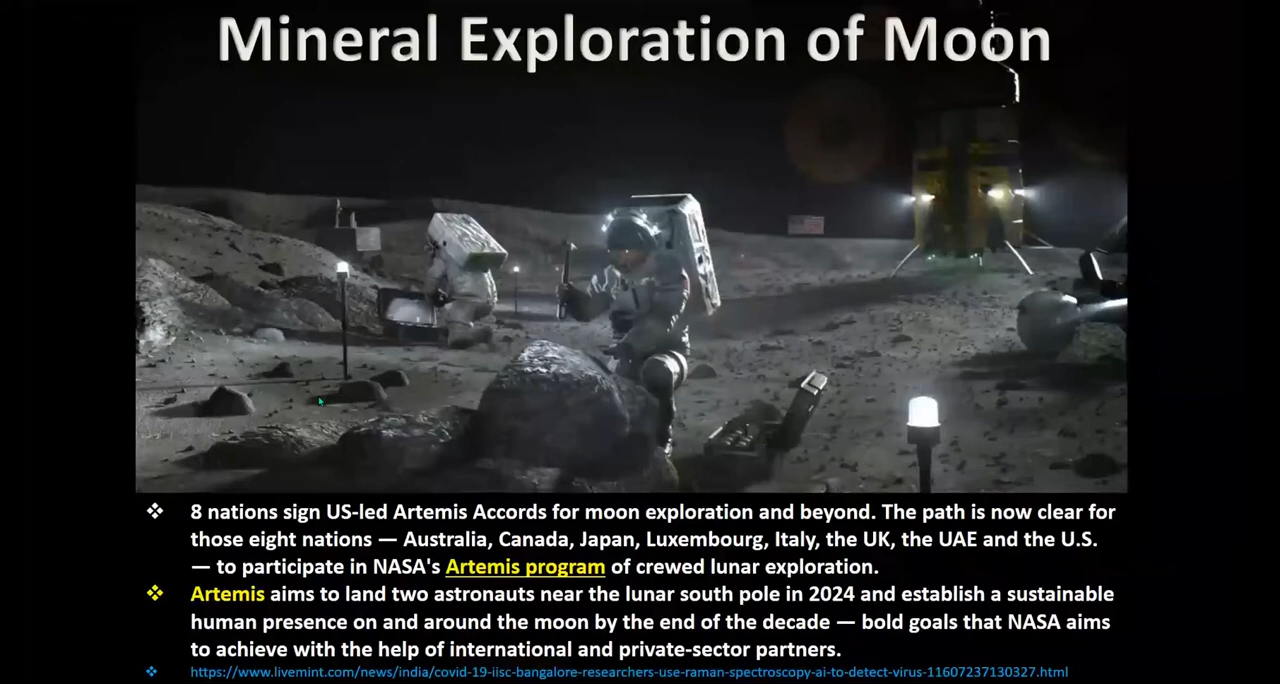 Mineral Exploration of Moon
❖ 8 nations sign US-led Artemis Accords for moon exploration and beyond. The path is now clear for
those eight nations — Australia, Canada, Japan, Luxembourg, Italy, the UK, the UAE and the U.S.
— to participate in NASA's Artemis program of crewed lunar exploration.
❖ Artemis aims to land two astronauts near the lunar south pole in 2024 and establish a sustainable
human presence on and around the moon by the end of the decade — bold goals that NASA aims
to achieve with the help of international and private-sector partners.
❖ https://www.livemint.com/news/india/covid-19-iisc-bangalore-researchers-use-raman-spectroscopy-ai-to-detect-virus-11607237130327.html